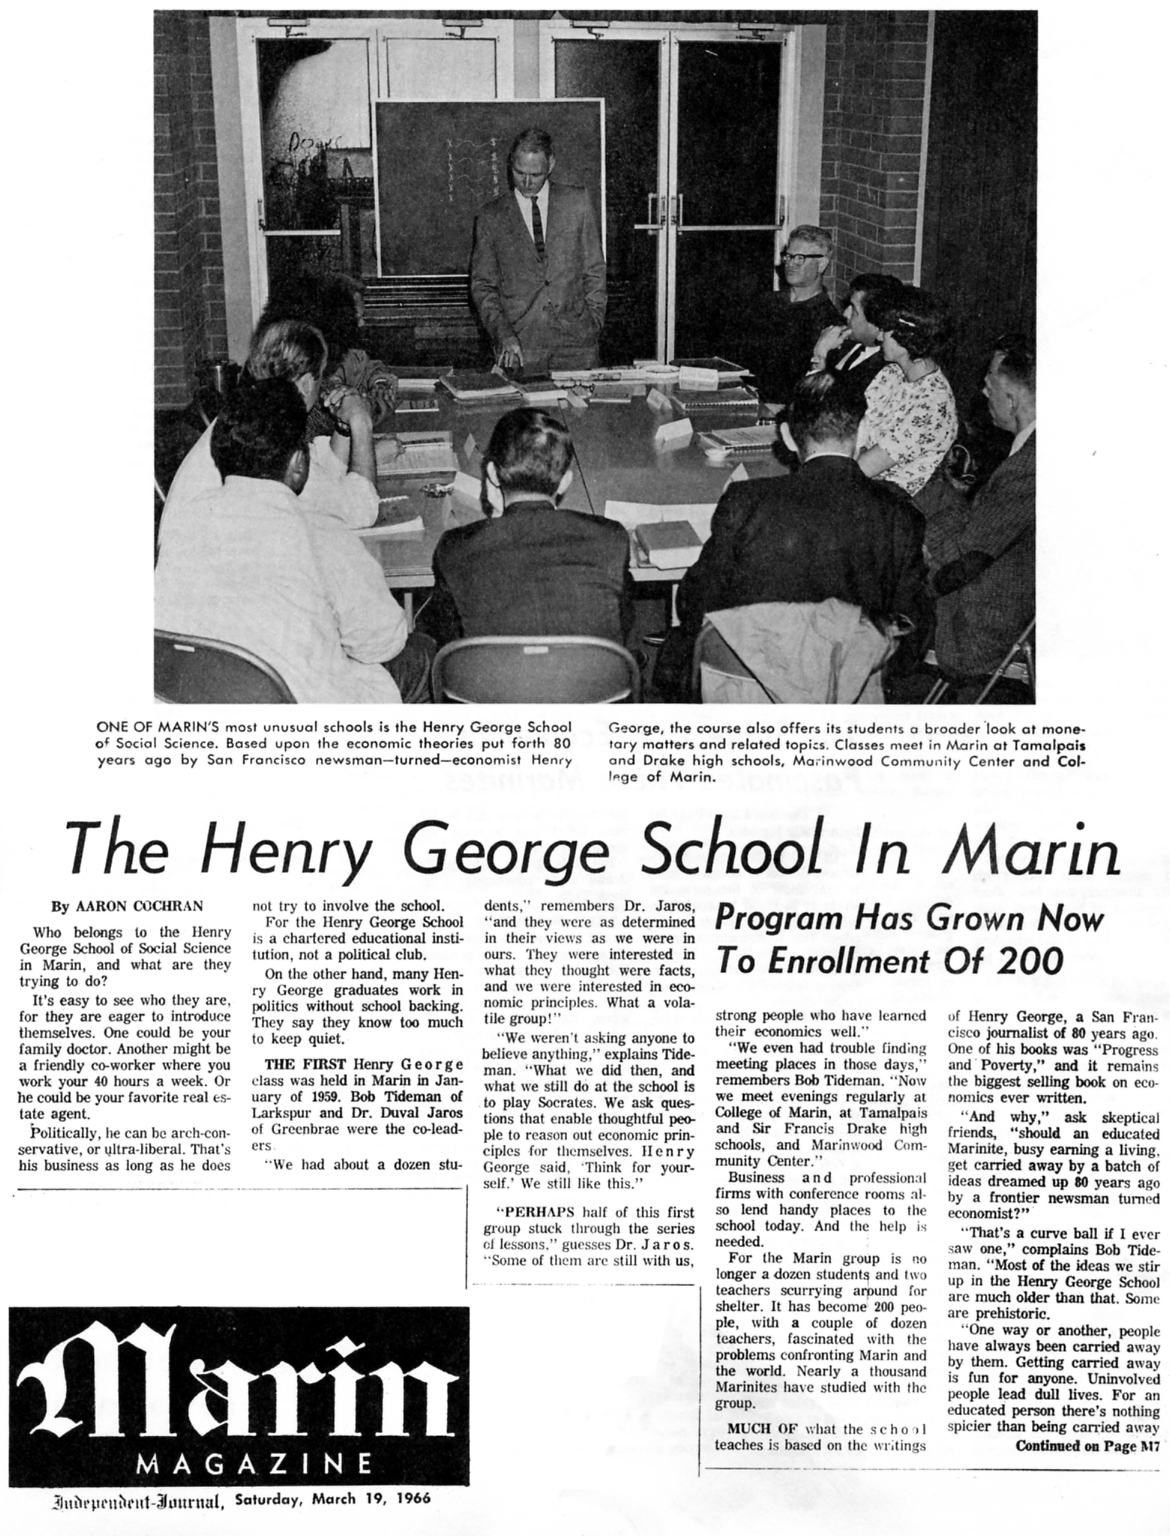 ONE OF MARIN'S most unusual schools is the Henry George School
of Social Science. Based upon the economic theories put forth 80
years ago by San Francisco newsman—turned—economist Henry
George, the course also offers its students a broader look at mone-
tary matters and related topics. Classes meet in Marin at Tamalpais
and Drake high schools, Marinwood Community Center and Col-
lege of Marin.
The Henry George School In Marin
Program Has Grown Now
To Enrollment Of 200
By AARON COCHRAN
Who belongs to the Henry
George School of Social Science
in Marin, and what are they
trying to do?
It's easy to see who they are,
for they are eager to introduce
themselves. One could be your
family doctor. Another might be
a friendly co-worker where you
work your 40 hours a week. Or
he could be your favorite real es-
tate agent.
Politically, he can be arch-con-
servative, or ultra-liberal. That's
his business as long as he does
not try to involve the school.
For the Henry George School
is a chartered educational insti-
tution, not a political club.
On the other hand, many Hen-
ry George graduates work in
politics without school backing.
They say they know too much
to keep quiet.
THE FIRST Henry George
class was held in Marin in Jan-
uary of 1959. Bob Tideman of
Larkspur and Dr. Duval Jaros
of Greenbrae were the co-lead-
ers.
"We had about a dozen stu-
dents," remembers Dr. Jaros,
"and they were as determined
in their views as we were in
ours. They were interested in
what they thought were facts,
and we were interested in eco-
nomic principles. What a vola-
tile group!"
"We weren't asking anyone to
believe anything," explains Tide-
man. "What we did then, and
what we still do at the school is
to play Socrates. We ask ques-
tions that enable thoughtful peo-
ple to reason out economic prin-
ciples for themselves. Henry
George said, 'Think for your-
self.' We still like this."
"PERHAPS half of this first
group stuck through the series
of lessons," guesses Dr. Jaros.
"Some of them are still with us,
strong people who have learned
their economics well."
"We even had trouble finding
meeting places in those days,"
remembers Bob Tideman. "Now
we meet evenings regularly at
College of Marin, at Tamalpais
and Sir Francis Drake high
schools, and Marinwood Com-
munity Center."
Business and professional
firms with conference rooms al-
so lend handy places to the
school today. And the help is
needed.
For the Marin group is no
longer a dozen students and two
teachers scurrying around for
shelter. It has become 200 peo-
ple, with a couple of dozen
teachers, fascinated with the
problems confronting Marin and
the world. Nearly a thousand
Marinites have studied with the
group.
MUCH OF what the school
teaches is based on the writings
of Henry George, a San Fran-
cisco journalist of 80 years ago.
One of his books was "Progress
and Poverty," and it remains
the biggest selling book on eco-
nomics ever written.
"And why," ask skeptical
friends, "should an educated
Marinite, busy earning a living,
get carried away by a batch of
ideas dreamed up 80 years ago
by a frontier newsman turned
economist?"
"That's a curve ball if I ever
saw one," complains Bob Tide-
man. "Most of the ideas we stir
up in the Henry George School
are much older than that. Some
are prehistoric.
"One way or another, people
have always been carried away
by them. Getting carried away
is fun for anyone. Uninvolved
people lead dull lives. For an
educated person there's nothing
spicier than being carried away
Continued on Page M7
Marin
MAGAZINE
Independent-Journal, Saturday, March 19, 1966